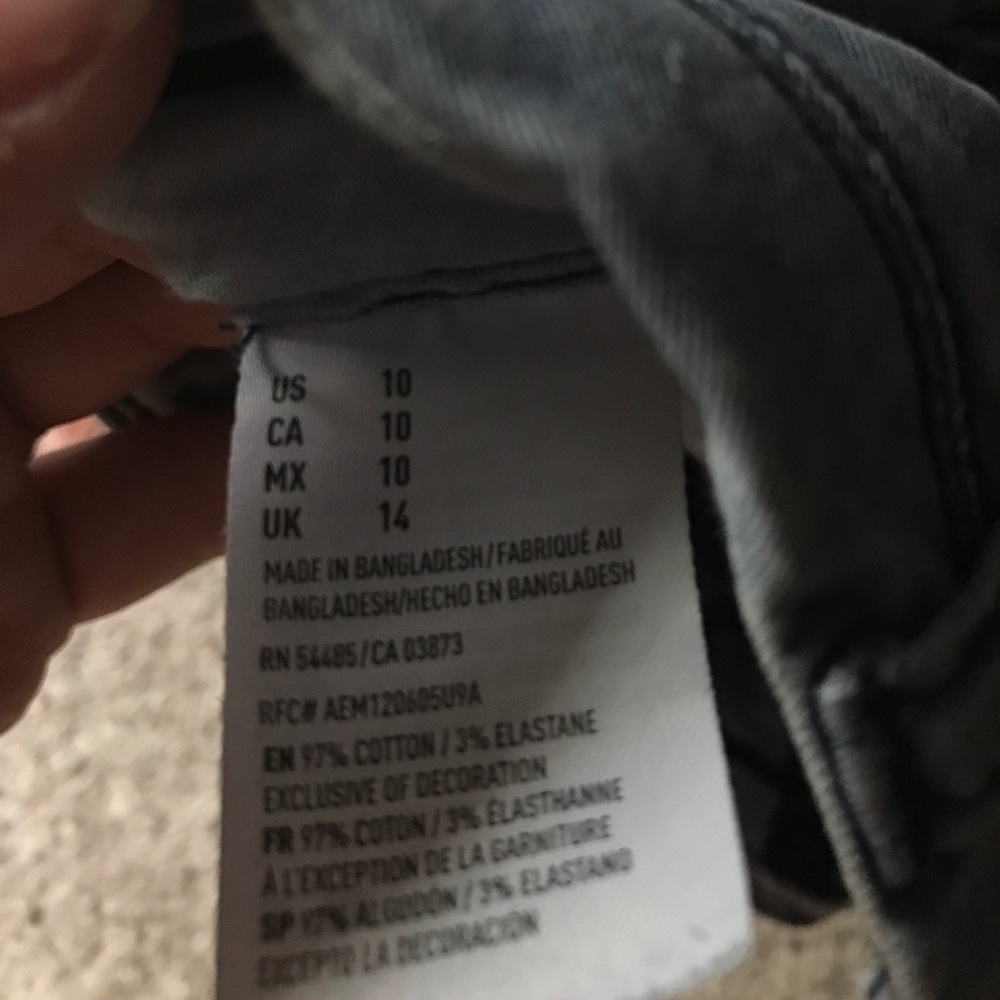 US 10
CA 10
MX 10
UK 14
MADE IN BANGLADESH/FABRIQUÉ AU
BANGLADESH/HECHO EN BANGLADESH
RN 54485/CA 03873
RFC# AEM120605U9A
EN 97% COTTON / 3% ELASTANE
EXCLUSIVE OF DECORATION
FR 97% COTON / 3% ÉLASTHANNE
À L'EXCEPTION DE LA GARNITURE
SP 97% ALGODÓN / 3% ELASTANO
EXCEPTO LA DECORACIÓN